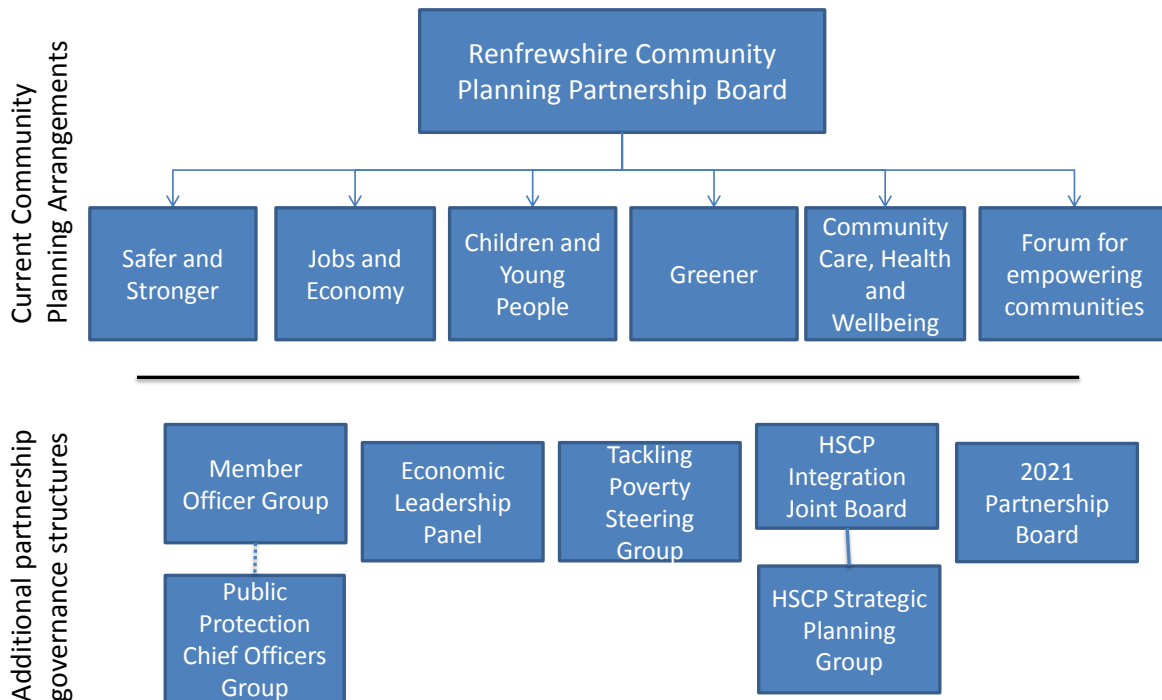 Current Community
Planning Arrangements
Renfrewshire Community
Planning Partnership Board
Safer and
Stronger
Jobs and
Economy
Children and
Young
People
Greener
Community
Care, Health
and
Wellbeing
Forum for
empowering
communities
Additional partnership
governance structures
Member
Officer Group
Economic
Leadership
Panel
Tackling
Poverty
Steering
Group
HSCP
Integration
Joint Board
2021
Partnership
Board
Public
Protection
Chief Officers
Group
HSCP Strategic
Planning
Group